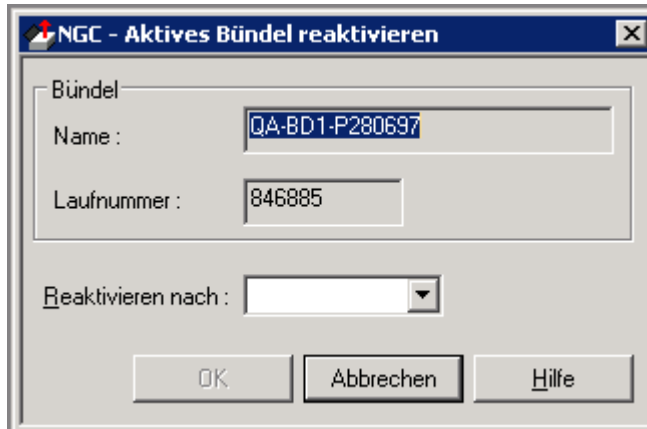 NGC - Aktives Bündel reaktivieren
Bündel
Name : QA-BD1-P280697
Laufnummer : 846885
Reaktivieren nach :
OK Abbrechen Hilfe